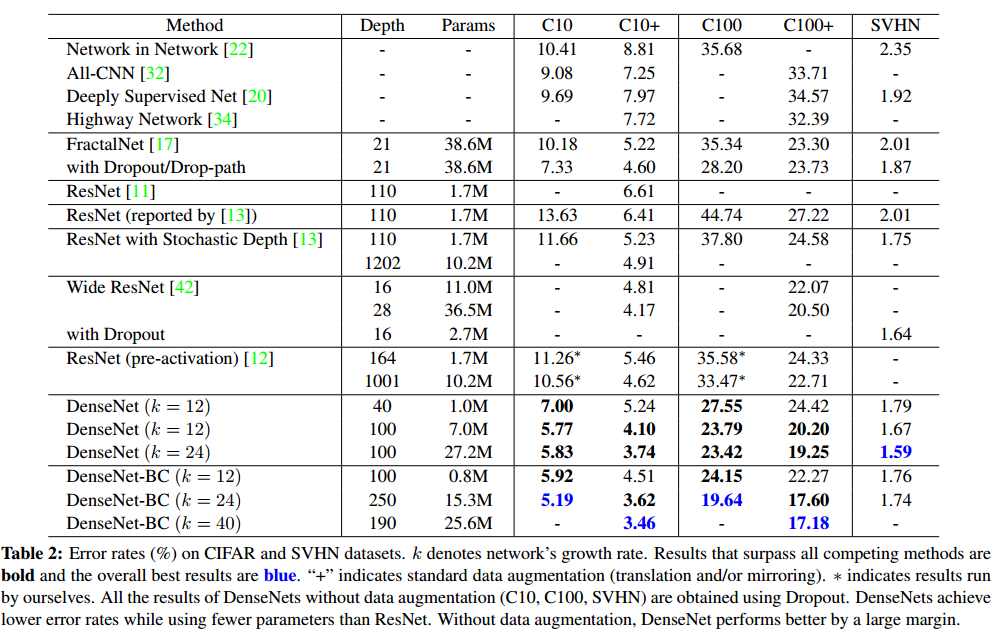 Method Depth Params C10 C10+ C100 C100+ SVHN
Network in Network [22] - - 10.41 8.81 35.68 - 2.35
All-CNN [32] - - 9.08 7.25 - 33.71 -
Deeply Supervised Net [20] - - 9.69 7.97 - 34.57 1.92
Highway Network [34] - - - 7.72 - 32.39 -
FractalNet [17] 21 38.6M 10.18 5.22 35.34 23.30 2.01
with Dropout/Drop-path 21 38.6M 7.33 4.60 28.20 23.73 1.87
ResNet [11] 110 1.7M - 6.61 - - -
ResNet (reported by [13]) 110 1.7M 13.63 6.41 44.74 27.22 2.01
ResNet with Stochastic Depth [13] 110 1.7M 11.66 5.23 37.80 24.58 1.75
1202 10.2M - 4.91 - - -
Wide ResNet [42] 16 11.0M - 4.81 - 22.07 -
28 36.5M - 4.17 - 20.50 -
with Dropout 16 2.7M - - - - 1.64
ResNet (pre-activation) [12] 164 1.7M 11.26* 5.46 35.58* 24.33 -
1001 10.2M 10.56* 4.62 33.47* 22.71 -
DenseNet (k = 12) 40 1.0M 7.00 5.24 27.55 24.42 1.79
DenseNet (k = 12) 100 7.0M 5.77 4.10 23.79 20.20 1.67
DenseNet (k = 24) 100 27.2M 5.83 3.74 23.42 19.25 1.59
DenseNet-BC (k = 12) 100 0.8M 5.92 4.51 24.15 22.27 1.76
DenseNet-BC (k = 24) 250 15.3M 5.19 3.62 19.64 17.60 1.74
DenseNet-BC (k = 40) 190 25.6M - 3.46 - 17.18 -
Table 2: Error rates (%) on CIFAR and SVHN datasets. k denotes network's growth rate. Results that surpass all competing methods are
bold and the overall best results are blue. “+” indicates standard data augmentation (translation and/or mirroring). * indicates results run
by ourselves. All the results of DenseNets without data augmentation (C10, C100, SVHN) are obtained using Dropout. DenseNets achieve
lower error rates while using fewer parameters than ResNet. Without data augmentation, DenseNet performs better by a large margin.